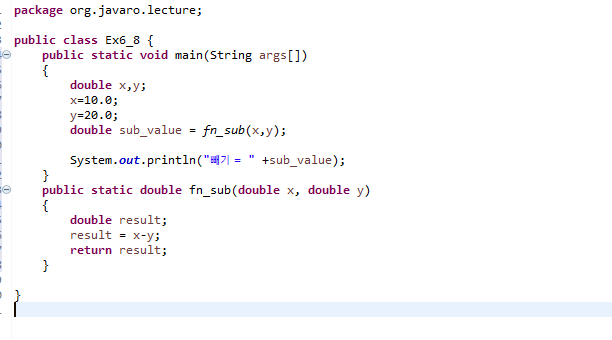 package org.javaro.lecture;
public class Ex6_8 {
public static void main(String args[])
{
double x,y;
x=10.0;
y=20.0;
double sub_value = fn_sub(x,y);
System.out.println("빼기 = " +sub_value);
}
public static double fn_sub(double x, double y)
{
double result;
result = x-y;
return result;
}
}